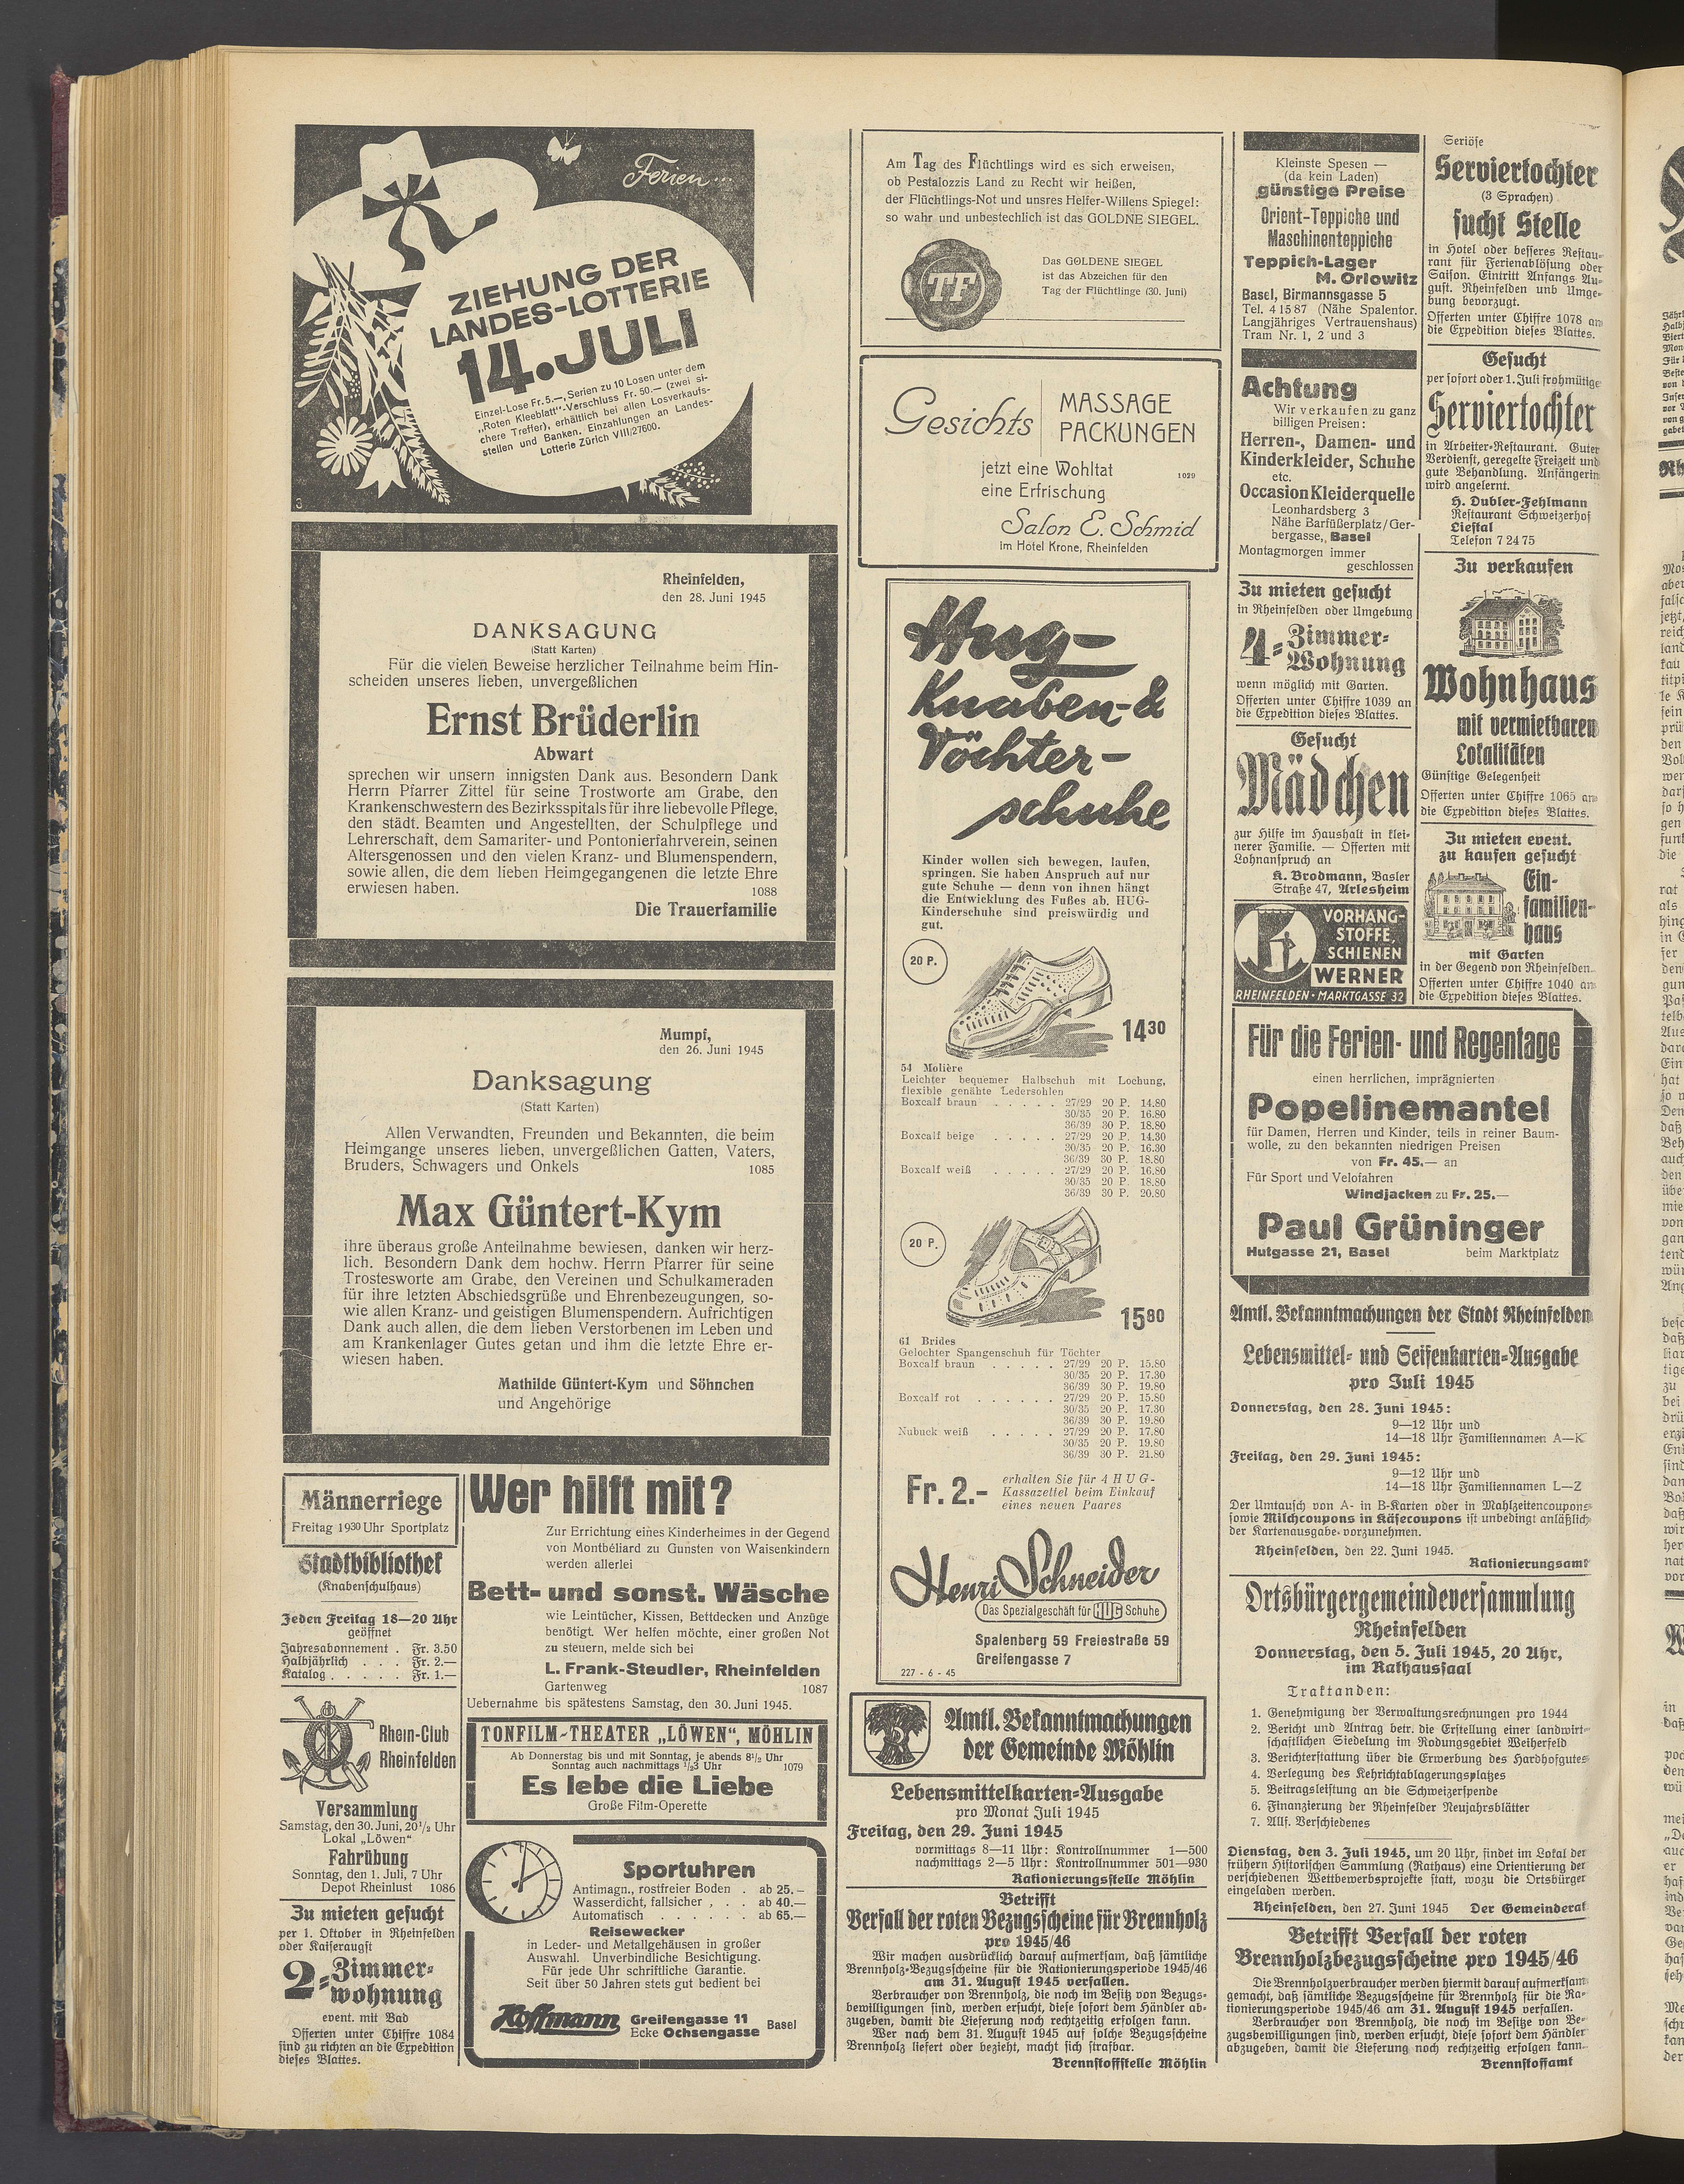 Ferien...
ZIEHUNG DER
LANDES-LOTTERIE
14. JULI
Einzel-Lose Fr. 5.—, Serien zu 10 Losen unter dem
„Roten Kleeblatt"-Verschluss Fr. 50.— (zwei si-
chere Treffer), erhältlich bei allen Losverkaufs-
stellen und Banken. Einzahlungen an Landes-
Lotterie Zürich VIII/27600.
3
Rheinfelden,
den 28. Juni 1945
DANKSAGUNG
(Statt Karten)
Für die vielen Beweise herzlicher Teilnahme beim Hin-
scheiden unseres lieben, unvergeßlichen
Ernst Brüderlin
Abwart
sprechen wir unsern innigsten Dank aus. Besondern Dank
Herrn Pfarrer Zittel für seine Trostworte am Grabe, den
Krankenschwestern des Bezirksspitals für ihre liebevolle Pflege,
den städt. Beamten und Angestellten, der Schulpflege und
Lehrerschaft, dem Samariter- und Pontonierfahrverein, seinen
Altersgenossen und den vielen Kranz- und Blumenspendern,
sowie allen, die dem lieben Heimgegangenen die letzte Ehre
erwiesen haben. 1088
Die Trauerfamilie
Mumpf,
den 26. Juni 1945
Danksagung
(Statt Karten)
Allen Verwandten, Freunden und Bekannten, die beim
Heimgange unseres lieben, unvergeßlichen Gatten, Vaters,
Bruders, Schwagers und Onkels 1085
Max Güntert-Kym
ihre überaus große Anteilnahme bewiesen, danken wir herz-
lich. Besondern Dank dem hochw. Herrn Pfarrer für seine
Trostesworte am Grabe, den Vereinen und Schulkameraden
für ihre letzten Abschiedsgrüße und Ehrenbezeugungen, so-
wie allen Kranz- und geistigen Blumenspendern. Aufrichtigen
Dank auch allen, die dem lieben Verstorbenen im Leben und
am Krankenlager Gutes getan und ihm die letzte Ehre er-
wiesen haben.
Mathilde Güntert-Kym und Söhnchen
und Angehörige
Männerriege
Freitag 19³⁰ Uhr Sportplatz
Stadtbibliothek
(Knabenschulhaus)
Jeden Freitag 18—20 Uhr
geöffnet
Jahresabonnement . Fr. 3.50
Halbjährlich . . . Fr. 2.—
Katalog . . . . . Fr. 1.—
Rhein-Club
Rheinfelden
Versammlung
Samstag, den 30. Juni, 20½ Uhr
Lokal „Löwen"
Fahrübung
Sonntag, den 1. Juli, 7 Uhr
Depot Rheinlust 1086
Zu mieten gesucht
per 1. Oktober in Rheinfelden
oder Kaiseraugst
2-Zimmer-
wohnung
event. mit Bad
Offerten unter Chiffre 1084
sind zu richten an die Expedition
dieses Blattes.
Wer hilft mit?
Zur Errichtung eines Kinderheimes in der Gegend
von Montbéliard zu Gunsten von Waisenkindern
werden allerlei
Bett- und sonst. Wäsche
wie Leintücher, Kissen, Bettdecken und Anzüge
benötigt. Wer helfen möchte, einer großen Not
zu steuern, melde sich bei
L. Frank-Steudler, Rheinfelden
Gartenweg 1087
Uebernahme bis spätestens Samstag, den 30. Juni 1945.
TONFILM-THEATER „LÖWEN", MÖHLIN
Ab Donnerstag bis und mit Sonntag, je abends 8½ Uhr
Sonntag auch nachmittags ½3 Uhr 1079
Es lebe die Liebe
Große Film-Operette
Sportuhren
Antimagn., rostfreier Boden . ab 25.—
Wasserdicht, fallsicher , . . ab 40.—
Automatisch . . . . . . ab 65.—
Reisewecker
in Leder- und Metallgehäusen in großer
Auswahl. Unverbindliche Besichtigung.
Für jede Uhr schriftliche Garantie.
Seit über 50 Jahren stets gut bedient bei
Hoffmann Greifengasse 11
Ecke Ochsengasse Basel
Am Tag des Flüchtlings wird es sich erweisen,
ob Pestalozzis Land zu Recht wir heißen,
der Flüchtlings-Not und unsres Helfer-Willens Spiegel:
so wahr und unbestechlich ist das GOLDNE SIEGEL.
TF
Das GOLDENE SIEGEL
ist das Abzeichen für den
Tag der Flüchtlinge (30. Juni)
Gesichts
MASSAGE
PACKUNGEN
jetzt eine Wohltat
eine Erfrischung
1029
Salon E. Schmid
im Hotel Krone, Rheinfelden
Hug-
Knaben- &
Töchter-
schuhe
Kinder wollen sich bewegen, laufen,
springen. Sie haben Anspruch auf nur
gute Schuhe — denn von ihnen hängt
die Entwicklung des Fußes ab. HUG-
Kinderschuhe sind preiswürdig und
gut.
20 P.
14³⁰
54 Molière
Leichter bequemer Halbschuh mit Lochung,
flexible genähte Ledersohlen
Boxcalf braun . . . . . 27/29 20 P. 14.80
30/35 20 P. 16.80
36/39 30 P. 18.80
Boxcalf beige . . . . . 27/29 20 P. 14.30
30/35 20 P. 16.30
36/39 30 P. 18.80
Boxcalf weiß . . . . . 27/29 20 P. 16.80
30/35 20 P. 18.80
36/39 30 P. 20.80
20 P.
15⁸⁰
61 Brides
Gelochter Spangenschuh für Töchter
Boxcalf braun . . . . . 27/29 20 P. 15.80
30/35 20 P. 17.30
36/39 30 P. 19.80
Boxcalf rot . . . . . . 27/29 20 P. 15.80
30/35 20 P. 17.30
36/39 30 P. 19.80
Nubuck weiß . . . . . 27/29 20 P. 17.80
30/35 20 P. 19.80
36/39 30 P. 21.80
Fr. 2.-
erhalten Sie für 4 HUG-
Kassazettel beim Einkauf
eines neuen Paares
Henri Schneider
Das Spezialgeschäft für HUG Schuhe
Spalenberg 59 Freiestraße 59
Greifengasse 7
227 - 6 - 45
Amtl. Bekanntmachungen
der Gemeinde Möhlin
Lebensmittelkarten-Ausgabe
pro Monat Juli 1945
Freitag, den 29. Juni 1945
vormittags 8—11 Uhr: Kontrollnummer 1—500
nachmittags 2—5 Uhr: Kontrollnummer 501—930
Rationierungsstelle Möhlin
Betrifft
Verfall der roten Bezugsscheine für Brennholz
pro 1945/46
Wir machen ausdrücklich darauf aufmerksam, daß sämtliche
Brennholz-Bezugscheine für die Rationierungsperiode 1945/46
am 31. August 1945 verfallen.
Verbraucher von Brennholz, die noch im Besitz von Bezugs-
bewilligungen sind, werden ersucht, diese sofort dem Händler ab-
zugeben, damit die Lieferung noch rechtzeitig erfolgen kann.
Wer nach dem 31. August 1945 auf solche Bezugscheine
Brennholz liefert oder bezieht, macht sich strafbar.
Brennstoffstelle Möhlin
Kleinste Spesen —
(da kein Laden)
günstige Preise
Orient-Teppiche und
Maschinenteppiche
Teppich-Lager
M. Orlowitz
Basel, Birmannsgasse 5
Tel. 4 15 87 (Nähe Spalentor.
Langjähriges Vertrauenshaus)
Tram Nr. 1, 2 und 3
Achtung
Wir verkaufen zu ganz
billigen Preisen:
Herren-, Damen- und
Kinderkleider, Schuhe
etc.
Occasion Kleiderquelle
Leonhardsberg 3
Nähe Barfüßerplatz/Ger-
bergasse, Basel
Montagmorgen immer
geschlossen
Zu mieten gesucht
in Rheinfelden oder Umgebung
4-Zimmer-
Wohnung
wenn möglich mit Garten.
Offerten unter Chiffre 1039 an
die Expedition dieses Blattes.
Gesucht
Mädchen
zur Hilfe im Haushalt in klei-
nerer Familie. — Offerten mit
Lohnanspruch an
K. Brodmann, Basler
Straße 47, Arlesheim
VORHANG-
STOFFE,
SCHIENEN
WERNER
RHEINFELDEN · MARKTGASSE 32
Seriöse
Serviertochter
(3 Sprachen)
sucht Stelle
in Hotel oder besseres Restau-
rant für Ferienablösung oder
Saison. Eintritt Anfangs Au-
gust. Rheinfelden und Umge-
bung bevorzugt.
Offerten unter Chiffre 1078 an
die Expedition dieses Blattes.
Gesucht
per sofort oder 1. Juli frohmütige
Serviertochter
in Arbeiter-Restaurant. Guter
Verdienst, geregelte Freizeit und
gute Behandlung. Anfängerin
wird angelernt.
H. Dubler-Fehlmann
Restaurant Schweizerhof
Liestal
Telefon 7 24 75
Zu verkaufen
Wohnhaus
mit vermietbaren
Lokalitäten
Günstige Gelegenheit
Offerten unter Chiffre 1065 an
die Expedition dieses Blattes.
Zu mieten event.
zu kaufen gesucht
Ein-
familien-
haus
mit Garten
in der Gegend von Rheinfelden.
Offerten unter Chiffre 1040 an
die Expedition dieses Blattes.
Für die Ferien- und Regentage
einen herrlichen, imprägnierten
Popelinemantel
für Damen, Herren und Kinder, teils in reiner Baum-
wolle, zu den bekannten niedrigen Preisen
von Fr. 45.— an
Für Sport und Velofahren
Windjacken zu Fr. 25.—
Paul Grüninger
Hutgasse 21, Basel beim Marktplatz
Amtl. Bekanntmachungen der Stadt Rheinfelden
Lebensmittel- und Seifenkarten-Ausgabe
pro Juli 1945
Donnerstag, den 28. Juni 1945:
9—12 Uhr und
14—18 Uhr Familiennamen A—K
Freitag, den 29. Juni 1945:
9—12 Uhr und
14—18 Uhr Familiennamen L—Z
Der Umtausch von A- in B-Karten oder in Mahlzeitencoupons
sowie Milchcoupons in Käsecoupons ist unbedingt anläßlich
der Kartenausgabe vorzunehmen.
Rheinfelden, den 22. Juni 1945.
Rationierungsamt
Ortsbürgergemeindeversammlung
Rheinfelden
Donnerstag, den 5. Juli 1945, 20 Uhr,
im Rathaussaal
Traktanden:
1. Genehmigung der Verwaltungsrechnungen pro 1944
2. Bericht und Antrag betr. die Erstellung einer landwirt-
schaftlichen Siedelung im Rodungsgebiet Weiherfeld
3. Berichterstattung über die Erwerbung des Hardhofgutes
4. Verlegung des Kehrichtablagerungsplatzes
5. Beitragsleistung an die Schweizerspende
6. Finanzierung der Rheinfelder Neujahrsblätter
7. Allf. Verschiedenes
Dienstag, den 3. Juli 1945, um 20 Uhr, findet im Lokal der
frühern Historischen Sammlung (Rathaus) eine Orientierung der
verschiedenen Wettbewerbsprojekte statt, wozu die Ortsbürger
eingeladen werden.
Rheinfelden, den 27. Juni 1945 Der Gemeinderat
Betrifft Verfall der roten
Brennholzbezugsscheine pro 1945/46
Die Brennholzverbraucher werden hiermit darauf aufmerksam
gemacht, daß sämtliche Bezugsscheine für Brennholz für die Ra-
tionierungsperiode 1945/46 am 31. August 1945 verfallen.
Verbraucher von Brennholz, die noch im Besitze von Be-
zugsbewilligungen sind, werden ersucht, diese sofort dem Händler
abzugeben, damit die Lieferung noch rechtzeitig erfolgen kann.
Brennstoffamt